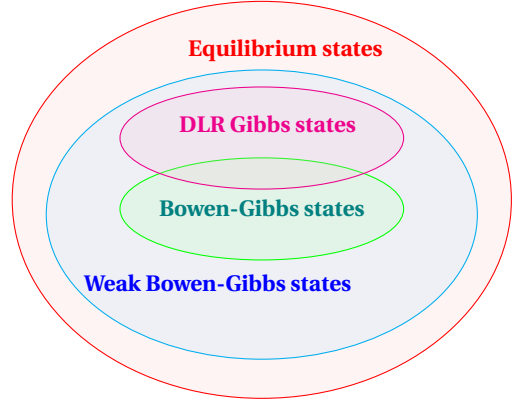 Equilibrium states
DLR Gibbs states
Bowen-Gibbs states
Weak Bowen-Gibbs states